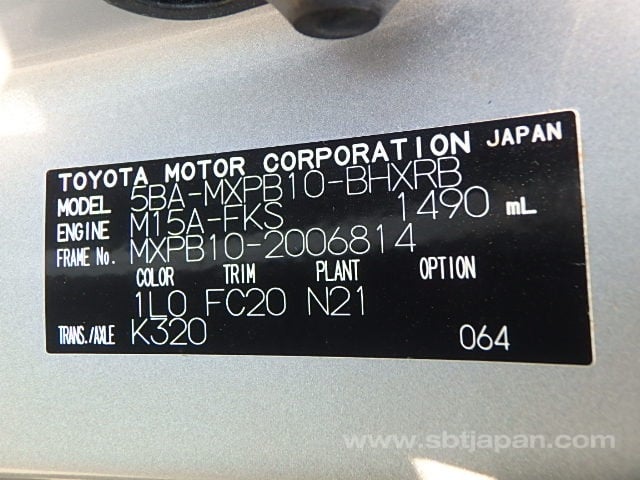 TOYOTA MOTOR CORPORATION JAPAN
MODEL 5BA-MXPB10-BHXRB
ENGINE M15A-FKS 1490 mL
FRAME No. MXPB10-2006814
COLOR TRIM PLANT OPTION
1L0 FC20 N21
TRANS./AXLE K320 064
www.sbtjapan.com